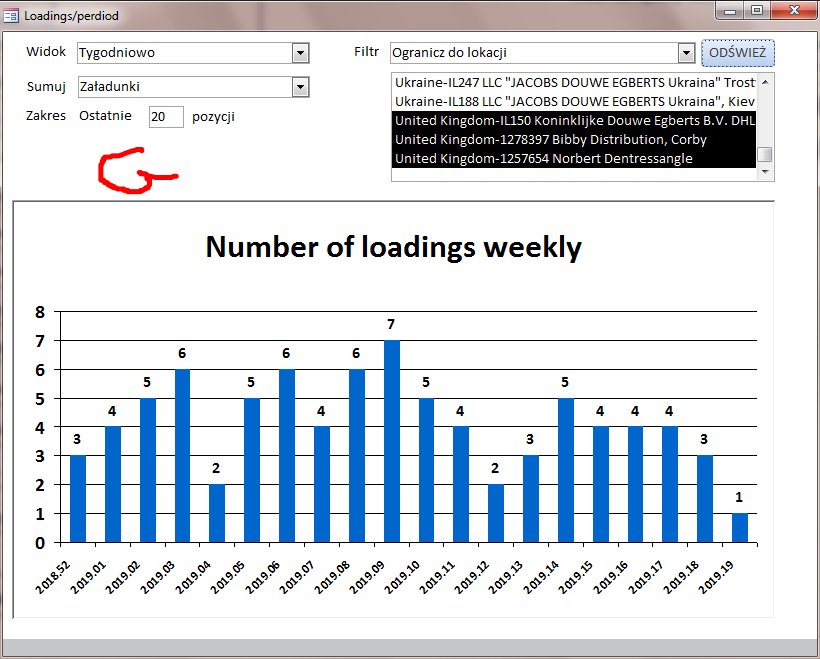 Loadings/perdiod
Widok Tygodniowo Filtr Ogranicz do lokacji ODŚWIEŻ
Sumuj Załadunki
Zakres Ostatnie 20 pozycji
Ukraine-IL247 LLC "JACOBS DOUWE EGBERTS Ukraina" Trost
Ukraine-IL188 LLC "JACOBS DOUWE EGBERTS Ukraina", Kiev
United Kingdom-IL150 Koninklijke Douwe Egberts B.V. DHL
United Kingdom-1278397 Bibby Distribution, Corby
United Kingdom-1257654 Norbert Dentressangle
G
Number of loadings weekly
8
7
6
5
4
3
2
1
0
3 4 5 6 2 5 6 4 6 7 5 4 2 3 5 4 4 4 3 1
2018.52 2019.01 2019.02 2019.03 2019.04 2019.05 2019.06 2019.07 2019.08 2019.09 2019.10 2019.11 2019.12 2019.13 2019.14 2019.15 2019.16 2019.17 2019.18 2019.19